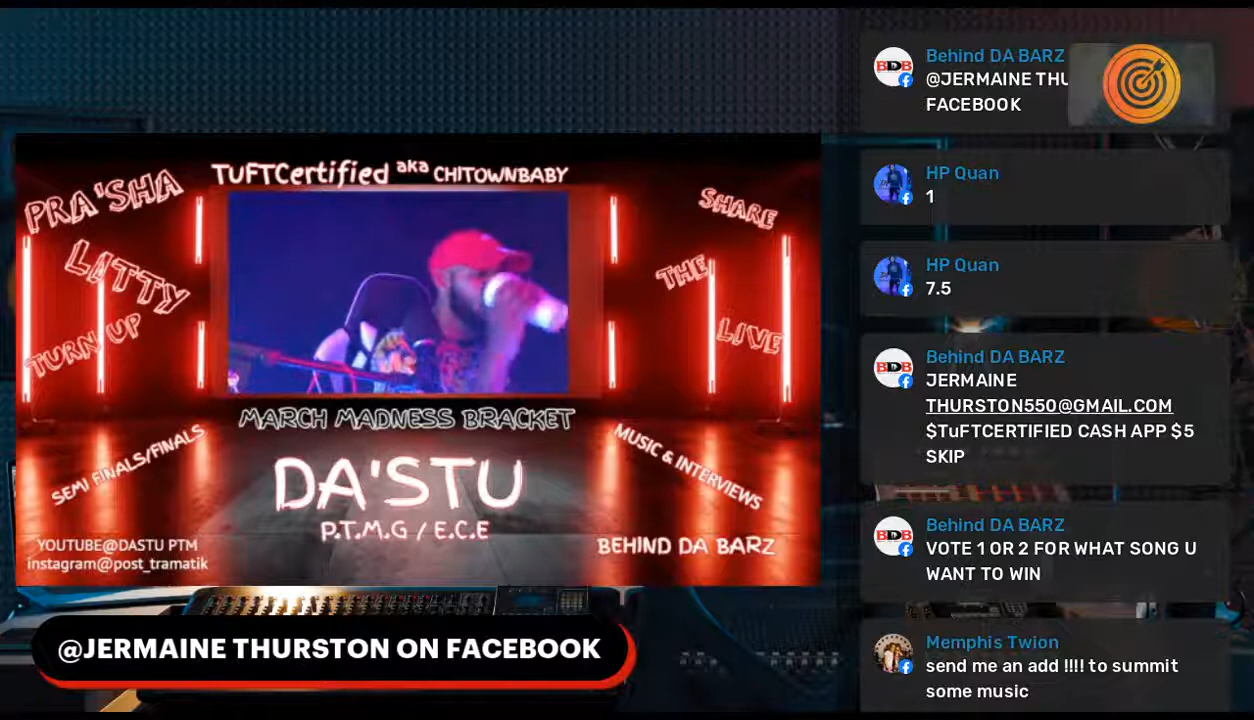 TUFTCertified aka CHITOWNBABY
PRA'SHA
LITTY
TURN UP
SHARE
THE
LIVE
MARCH MADNESS BRACKET
SEMI FINALS/FINALS
DA'STU
P.T.M.G / E.C.E
MUSIC & INTERVIEWS
YOUTUBE@DASTU PTM
instagram@post_tramatik
BEHIND DA BARZ
@JERMAINE THURSTON ON FACEBOOK
BDB
Behind DA BARZ
@JERMAINE THU
FACEBOOK
HP Quan
1
HP Quan
7.5
BDB
Behind DA BARZ
JERMAINE
THURSTON550@GMAIL.COM
$TuFTCERTIFIED CASH APP $5
SKIP
BDB
Behind DA BARZ
VOTE 1 OR 2 FOR WHAT SONG U
WANT TO WIN
Memphis Twion
send me an add !!!! to summit
some music